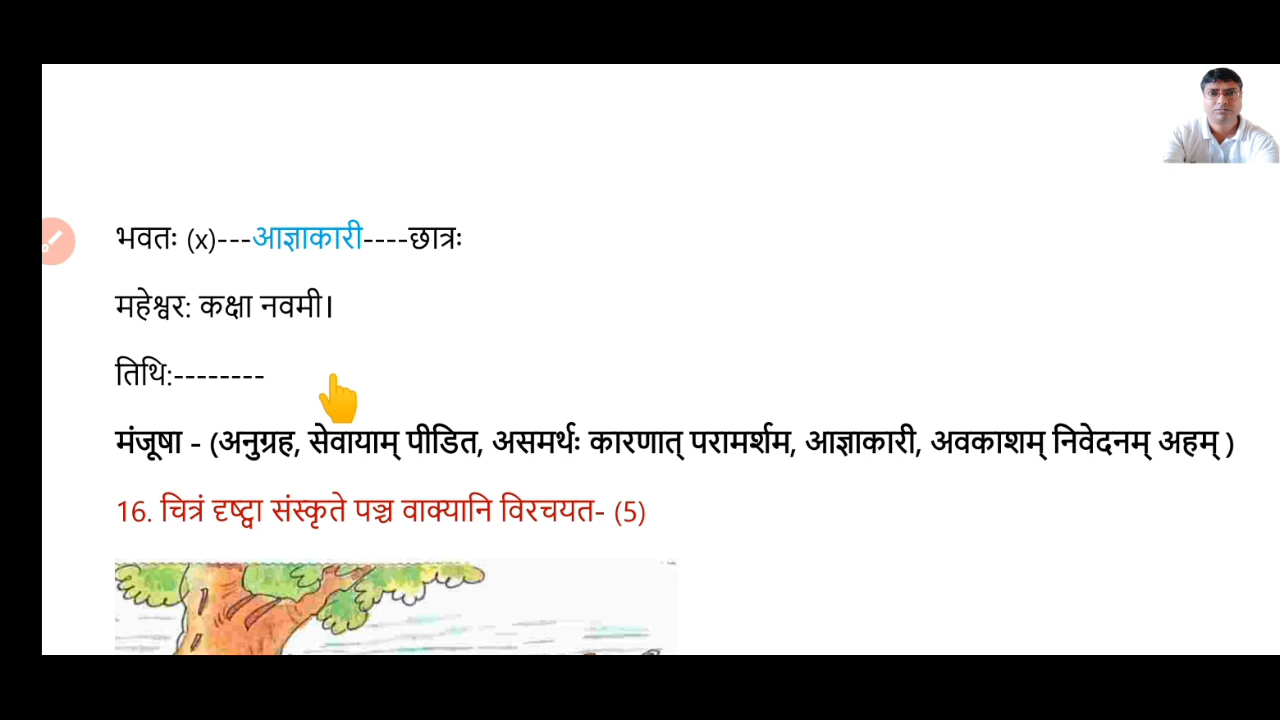 भवतः (x)---आज्ञाकारी----छात्रः
महेश्वर: कक्षा नवमी।
तिथि:--------
मंजूषा - (अनुग्रह, सेवायाम् पीडित, असमर्थः कारणात् परामर्शम, आज्ञाकारी, अवकाशम् निवेदनम् अहम् )
16. चित्रं दृष्ट्वा संस्कृते पञ्च वाक्यानि विरचयत- (5)